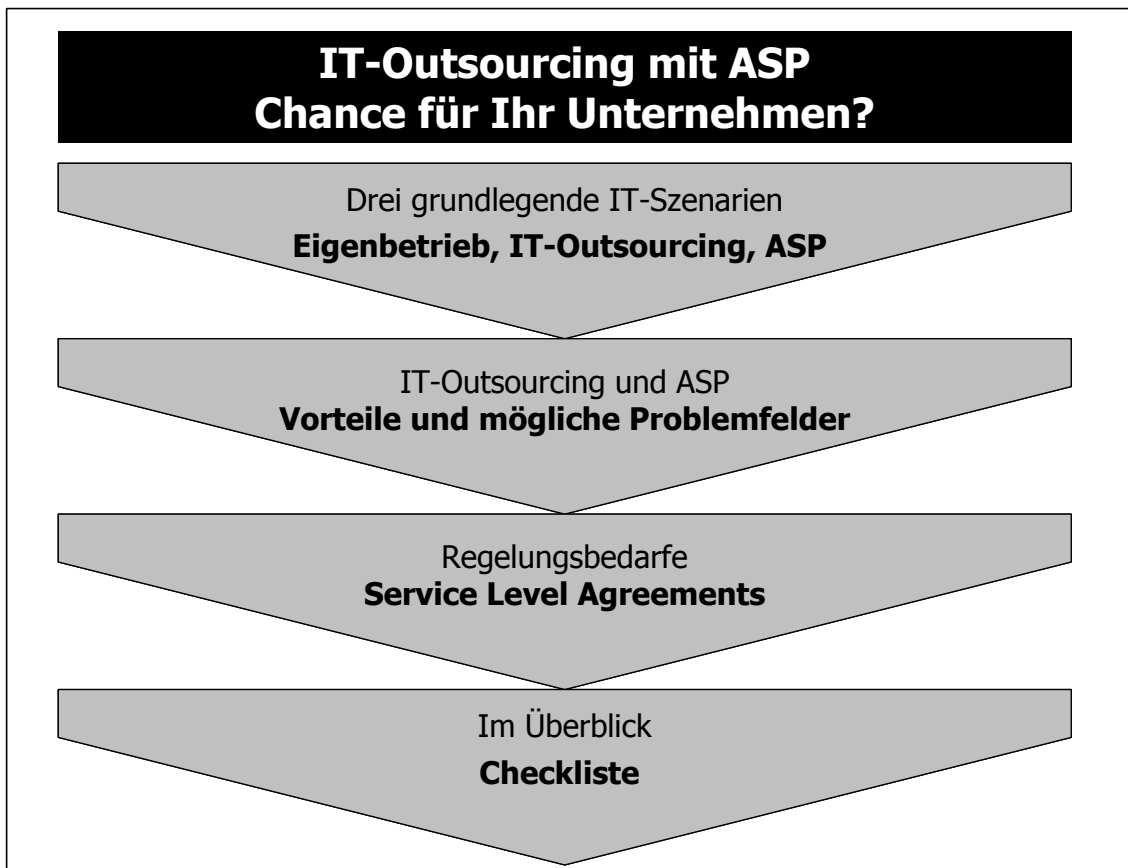 IT-Outsourcing mit ASP
Chance für Ihr Unternehmen?
Drei grundlegende IT-Szenarien
Eigenbetrieb, IT-Outsourcing, ASP
IT-Outsourcing und ASP
Vorteile und mögliche Problemfelder
Regelungsbedarfe
Service Level Agreements
Im Überblick
Checkliste